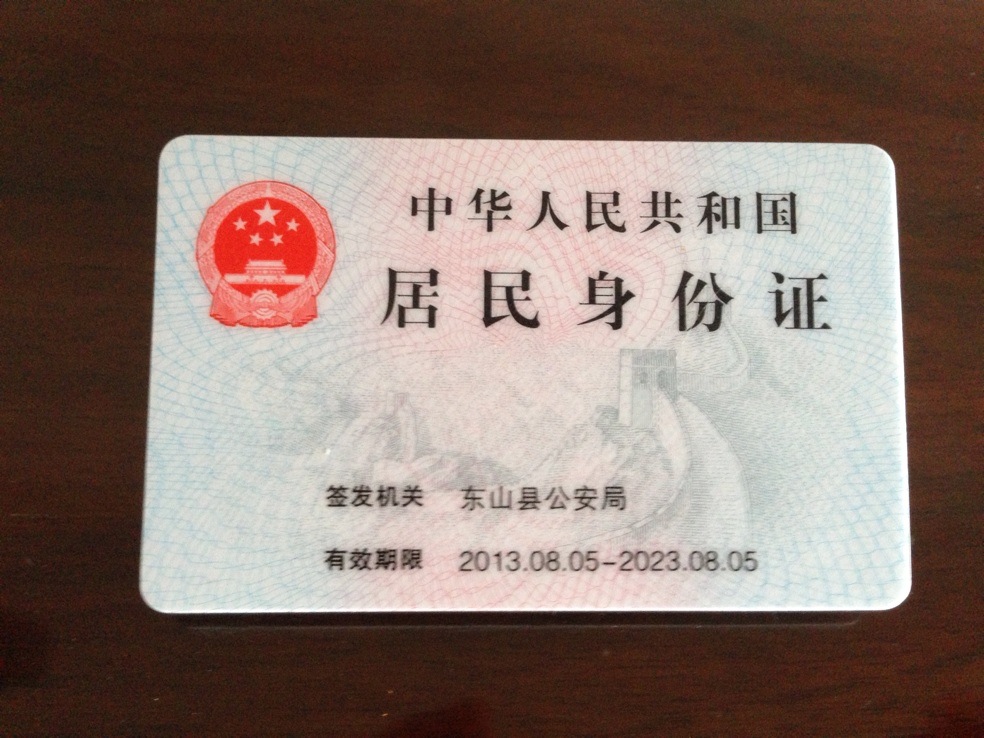 中华人民共和国
居民身份证
签发机关 东山县公安局
有效期限 2013.08.05-2023.08.05